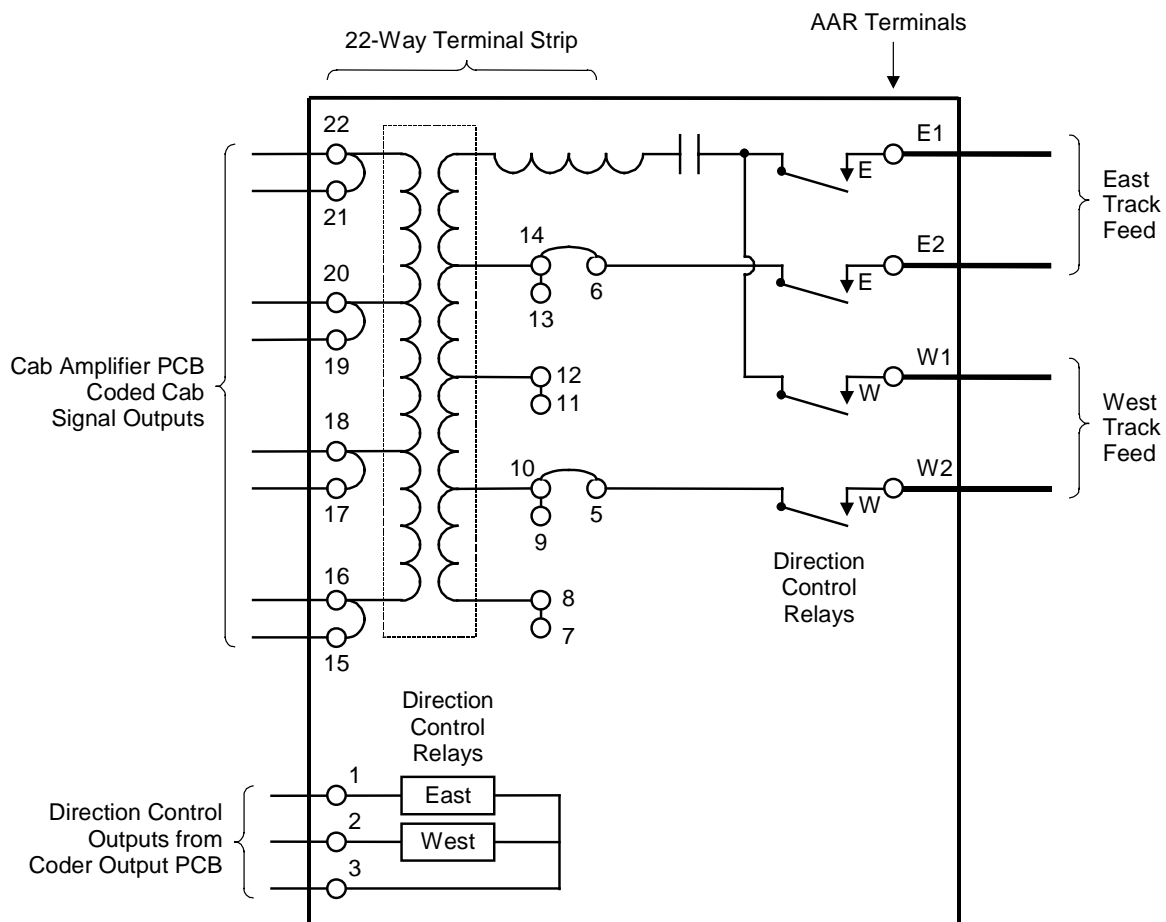 AAR Terminals
22-Way Terminal Strip
22
E1
E
21
East
Track
Feed
14
E2
20
6
E
13
19
Cab Amplifier PCB
Coded Cab
Signal Outputs
12
W1
11
W
18
West
Track
Feed
10
W2
17
5
W
9
Direction
Control
Relays
16
8
7
15
Direction
Control
Relays
1
East
Direction Control
Outputs from
Coder Output PCB
2
West
3